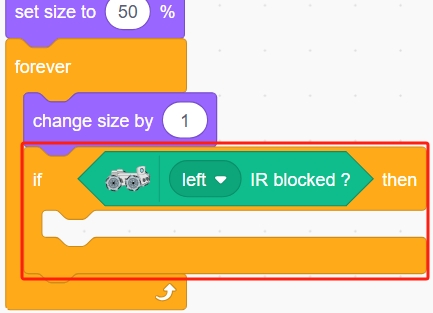 set size to 50 %
forever
change size by 1
if left IR blocked ? then